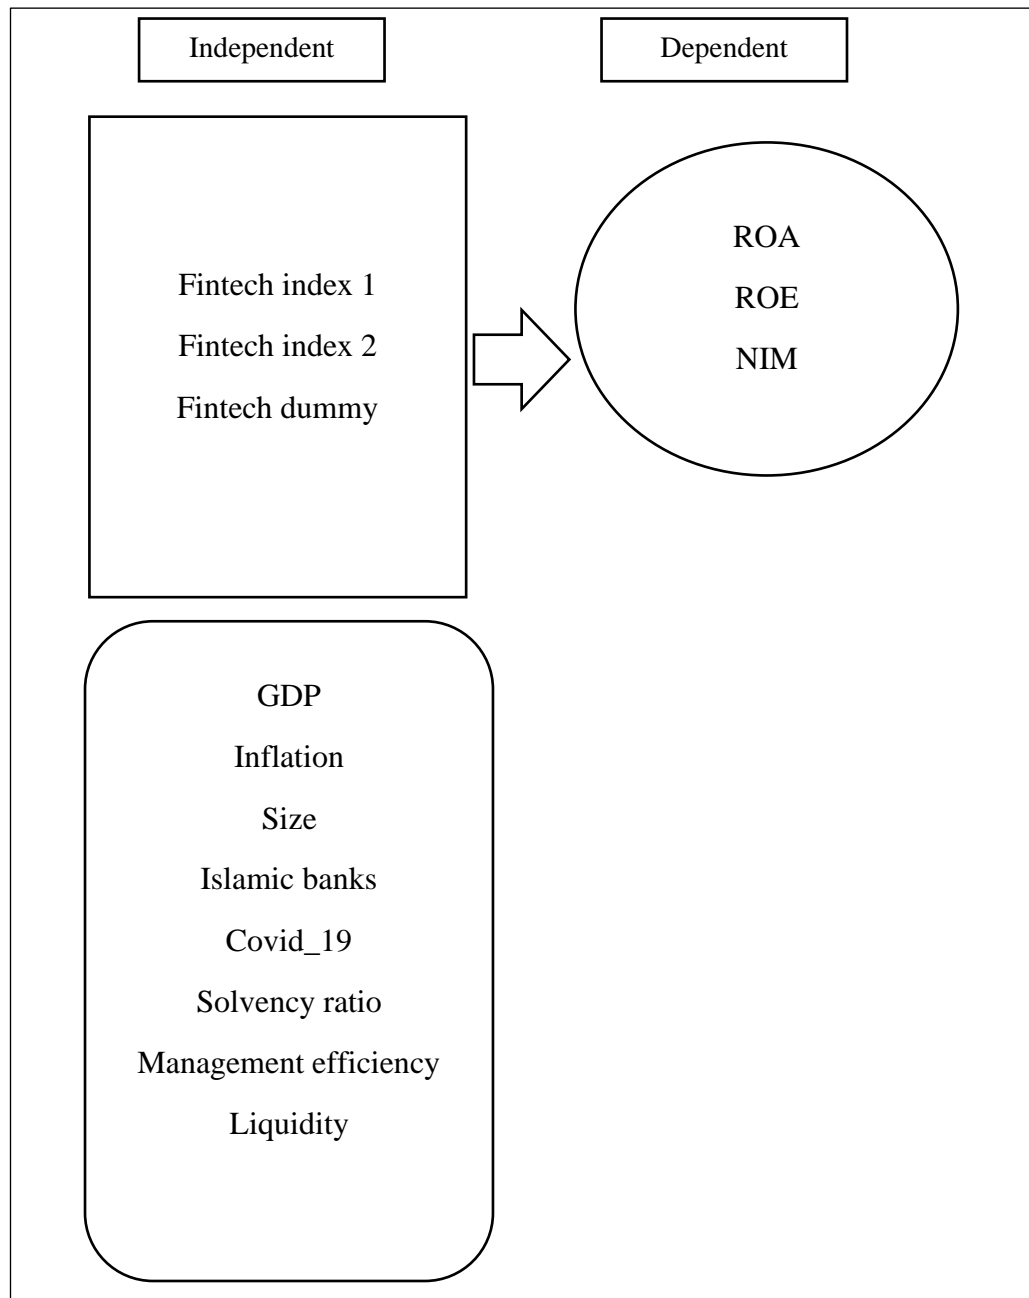 Independent
Dependent
Fintech index 1
Fintech index 2
Fintech dummy
ROA
ROE
NIM
GDP
Inflation
Size
Islamic banks
Covid_19
Solvency ratio
Management efficiency
Liquidity